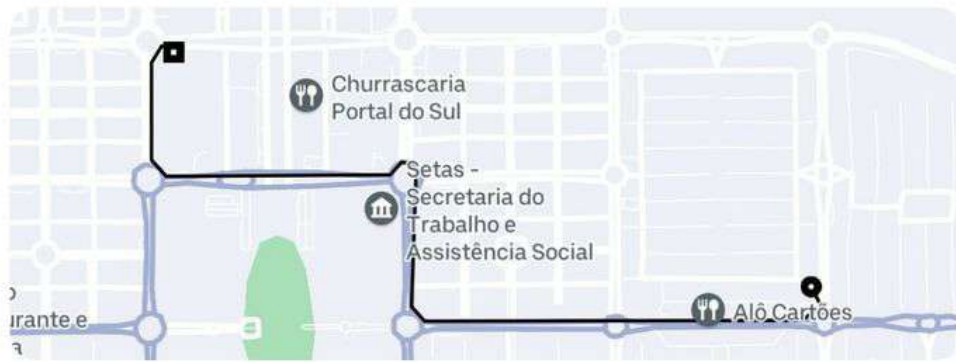 Churrascaria
Portal do Sul
Setas -
Secretaria do
Trabalho e
Assistência Social
Alô Cartões
urante e